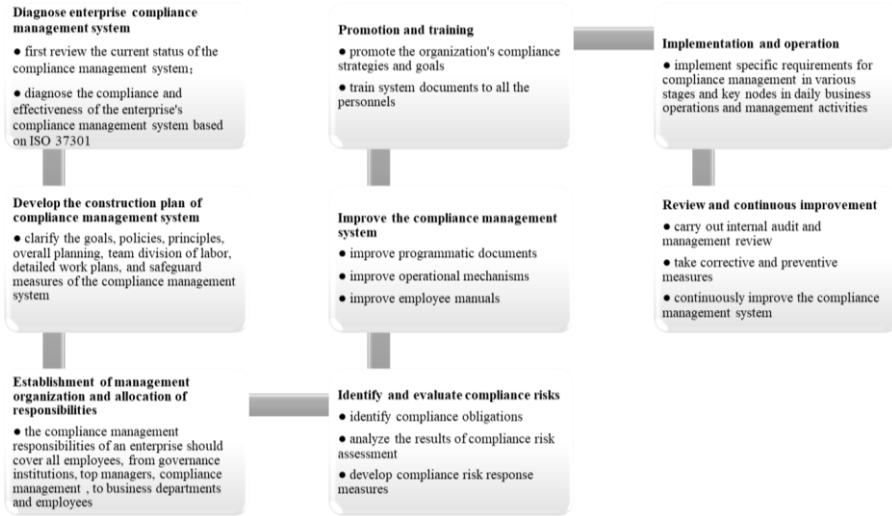 Diagnose enterprise compliance
management system
● first review the current status of the
compliance management system;
● diagnose the compliance and
effectiveness of the enterprise's
compliance management system based
on ISO 37301
Develop the construction plan of
compliance management system
● clarify the goals, policies, principles,
overall planning, team division of labor,
detailed work plans, and safeguard
measures of the compliance management
system
Establishment of management
organization and allocation of
responsibilities
● the compliance management
responsibilities of an enterprise should
cover all employees, from governance
institutions, top managers, compliance
management , to business departments
and employees
Identify and evaluate compliance risks
● identify compliance obligations
● analyze the results of compliance risk
assessment
● develop compliance risk response
measures
Improve the compliance management
system
● improve programmatic documents
● improve operational mechanisms
● improve employee manuals
Promotion and training
● promote the organization's compliance
strategies and goals
● train system documents to all the
personnels
Implementation and operation
● implement specific requirements for
compliance management in various
stages and key nodes in daily business
operations and management activities
Review and continuous improvement
● carry out internal audit and
management review
● take corrective and preventive
measures
● continuously improve the compliance
management system